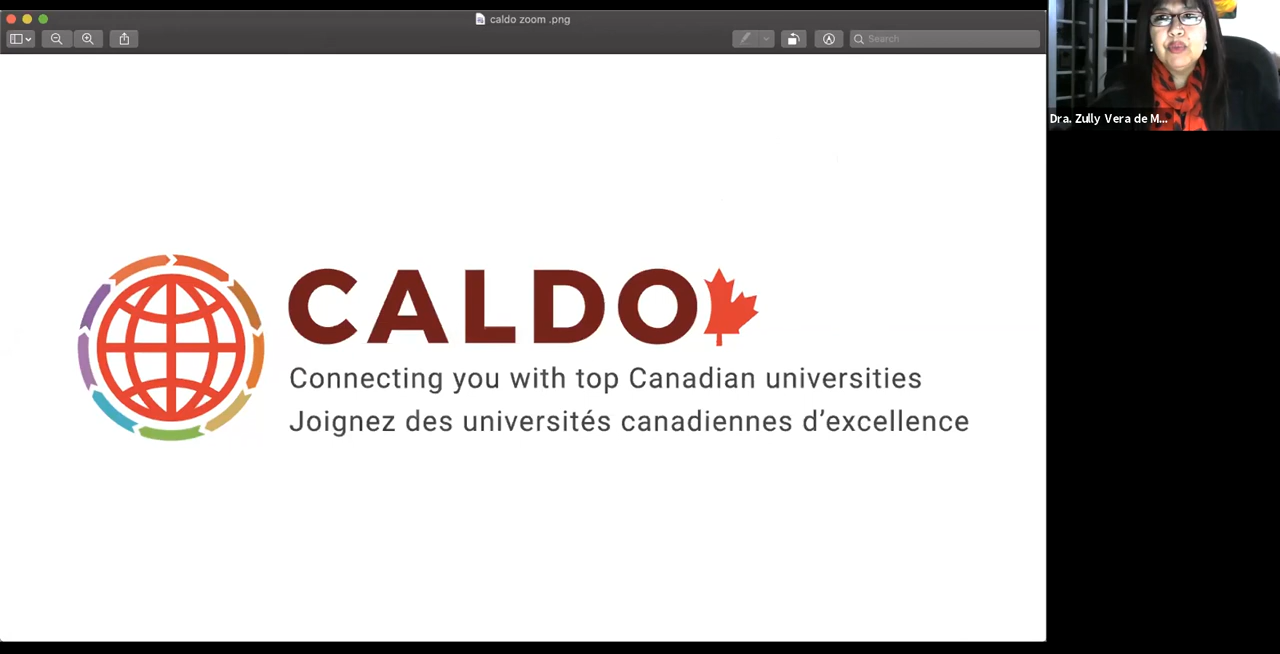 caldo zoom .png
Search
Dra. Zully Vera de M...
CALDO
Connecting you with top Canadian universities
Joignez des universités canadiennes d’excellence